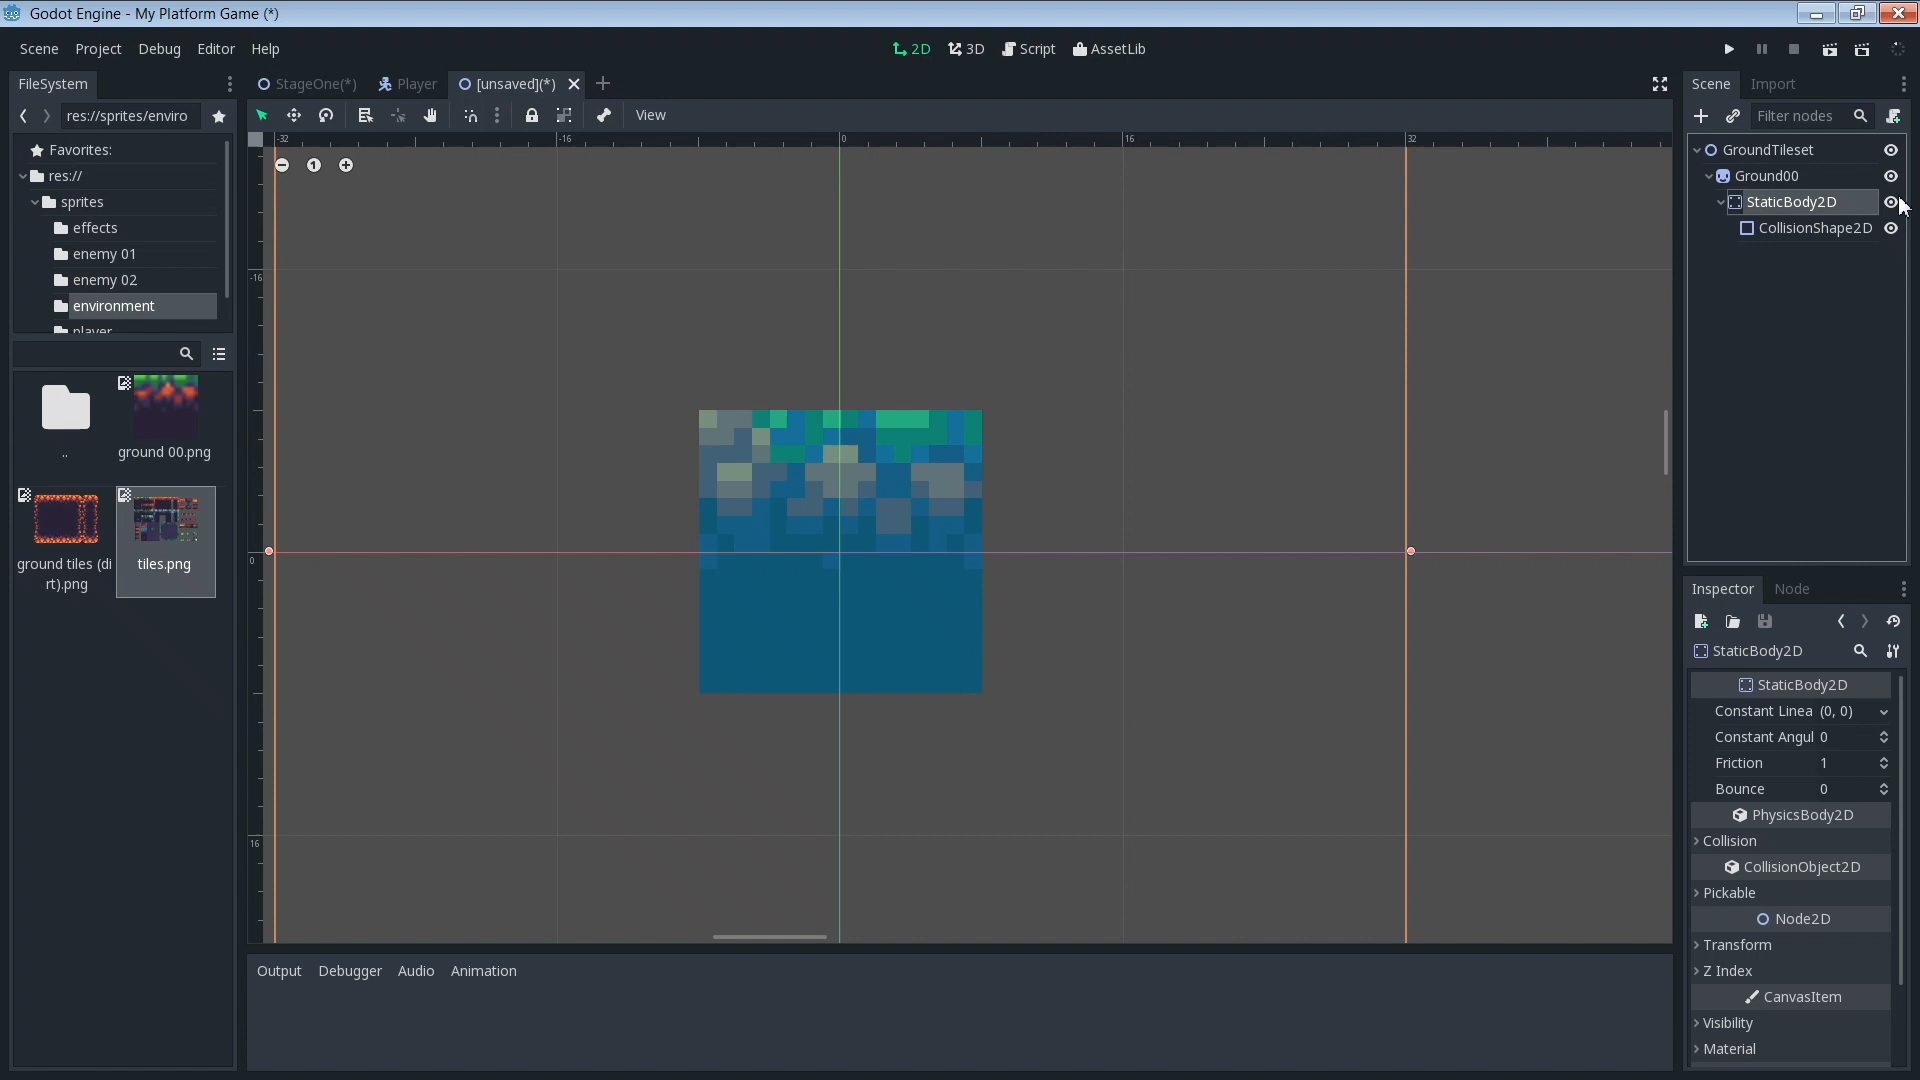 Godot Engine - My Platform Game (*)
Scene Project Debug Editor Help
2D 3D Script AssetLib
FileSystem
StageOne(*) Player [unsaved](*)
Scene Import
res://sprites/enviro
View
Filter nodes
-32 -16 0 16 32
Favorites:
res://
sprites
effects
enemy 01
enemy 02
environment
player
GroundTileset
Ground00
StaticBody2D
CollisionShape2D
1
-16
0
16
..
ground 00.png
ground tiles (di
rt).png
tiles.png
Inspector Node
StaticBody2D
StaticBody2D
Constant Linea (0, 0)
Constant Angul 0
Friction 1
Bounce 0
PhysicsBody2D
Collision
CollisionObject2D
Pickable
Node2D
Transform
Z Index
CanvasItem
Visibility
Material
Output Debugger Audio Animation